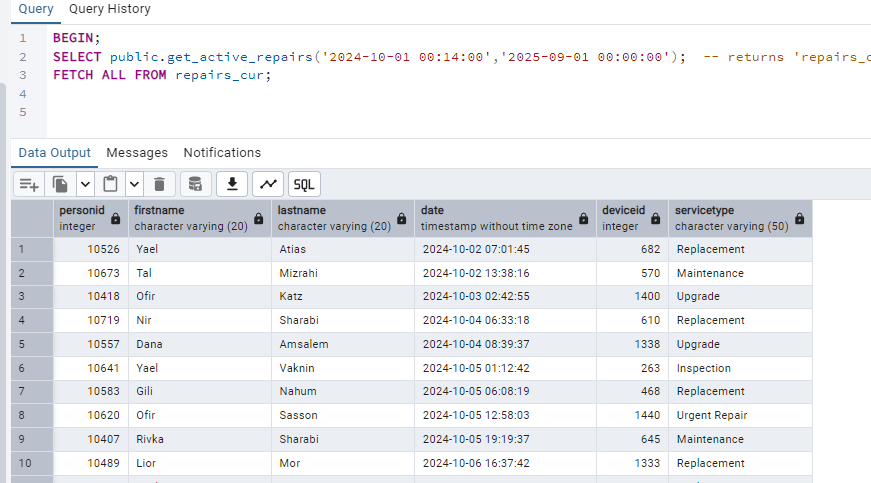 Query Query History
1 BEGIN;
2 SELECT public.get_active_repairs('2024-10-01 00:14:00','2025-09-01 00:00:00'); -- returns 'repairs_c
3 FETCH ALL FROM repairs_cur;
4
5
Data Output Messages Notifications
SQL
personid firstname lastname date deviceid servicetype
integer character varying (20) character varying (20) timestamp without time zone integer character varying (50)
1 10526 Yael Atias 2024-10-02 07:01:45 682 Replacement
2 10673 Tal Mizrahi 2024-10-02 13:38:16 570 Maintenance
3 10418 Ofir Katz 2024-10-03 02:42:55 1400 Upgrade
4 10719 Nir Sharabi 2024-10-04 06:33:18 610 Replacement
5 10557 Dana Amsalem 2024-10-04 08:39:37 1338 Upgrade
6 10641 Yael Vaknin 2024-10-05 01:12:42 263 Inspection
7 10583 Gili Nahum 2024-10-05 06:08:19 468 Replacement
8 10620 Ofir Sasson 2024-10-05 12:58:03 1440 Urgent Repair
9 10407 Rivka Sharabi 2024-10-05 19:19:37 645 Maintenance
10 10489 Lior Mor 2024-10-06 16:37:42 1333 Replacement